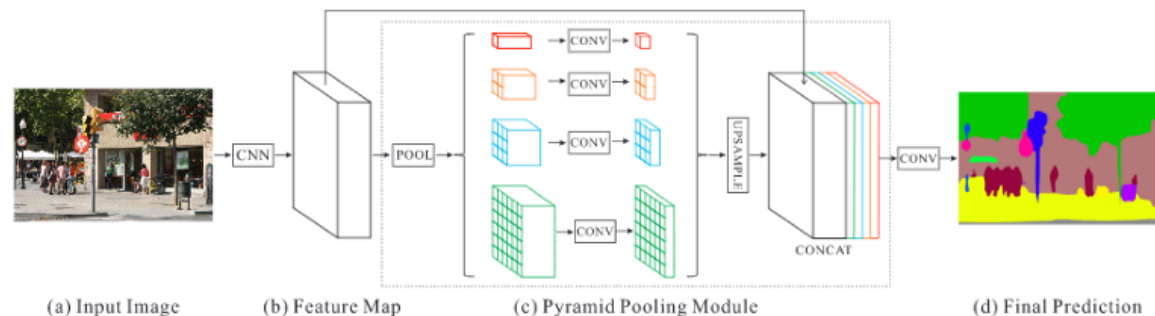 CNN
POOL
CONV
CONV
CONV
CONV
UPSAMPLE
CONCAT
CONV
(a) Input Image
(b) Feature Map
(c) Pyramid Pooling Module
(d) Final Prediction